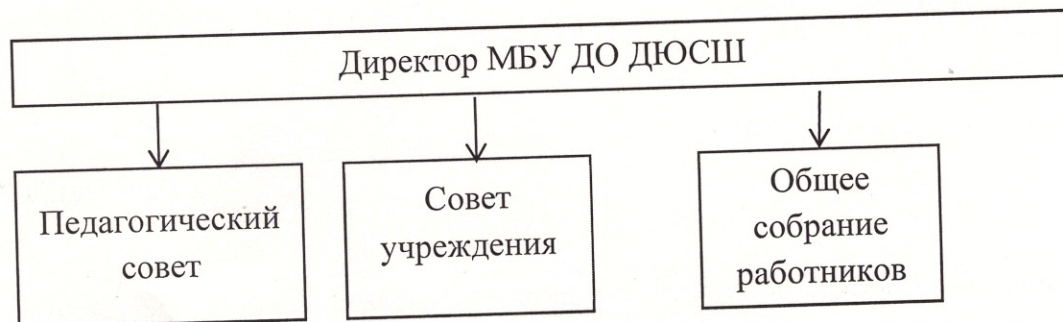 Директор МБУ ДО ДЮСШ
Педагогический
совет
Совет
учреждения
Общее
собрание
работников